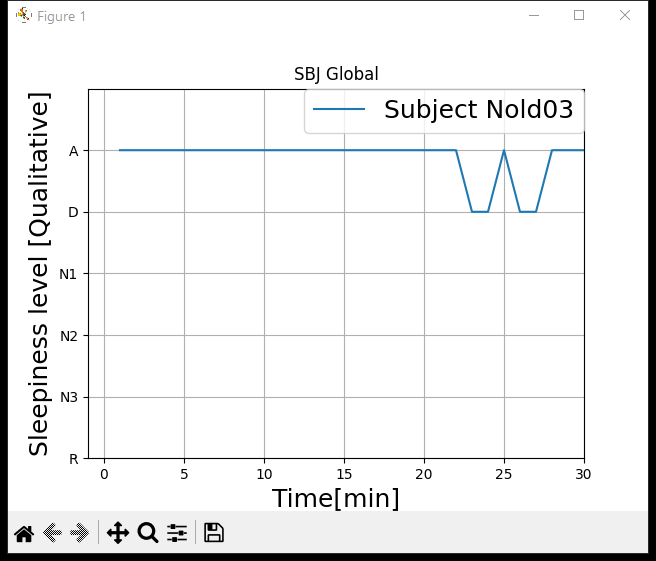 Figure 1
SBJ Global
Subject Nold03
Sleepiness level [Qualitative]
A
D
N1
N2
N3
R
0 5 10 15 20 25 30
Time[min]